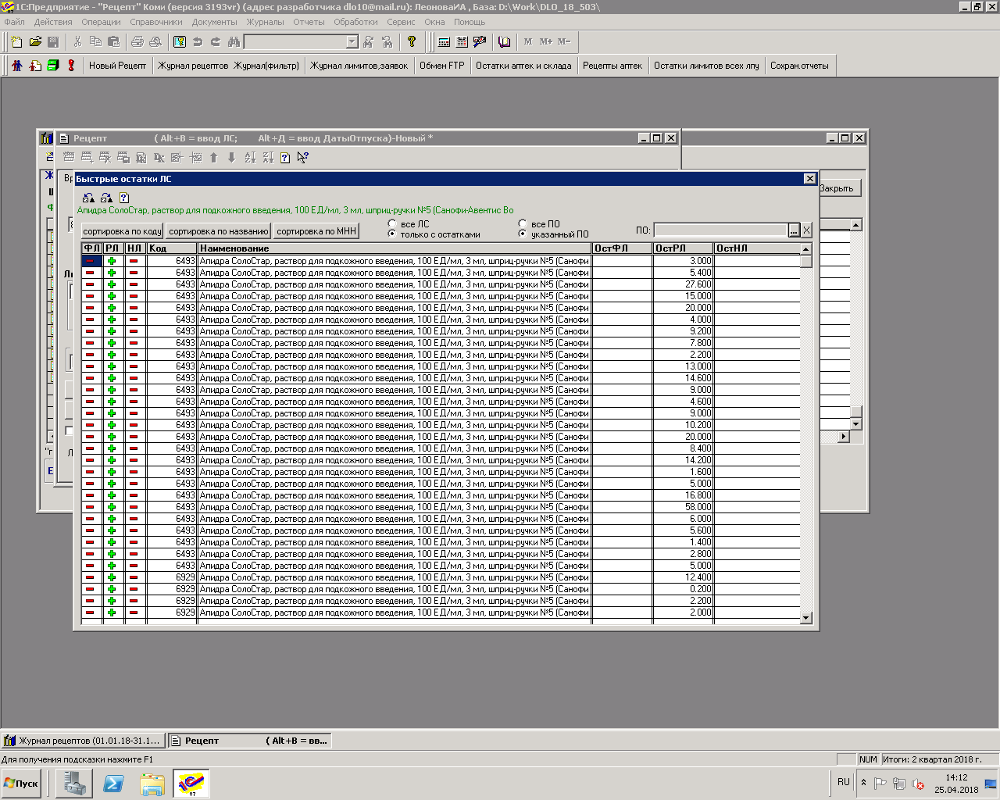 1С:Предприятие - "Рецепт" Коми (версия 3193vr) (адрес разработчика dlo10@mail.ru): ЛеоноваИА , База: D:\Work\DLO_18_503\
Файл Действия Операции Справочники Документы Журналы Отчеты Обработки Сервис Окна Помощь
M M+ M-
Новый Рецепт Журнал рецептов Журнал(фильтр) Журнал лимитов,заявок Обмен FTP Остатки аптек и склада Рецепты аптек Остатки лимитов всех лпу Сохран.отчеты
Рецепт ( Alt+В = ввод ЛС; Alt+Д = ввод ДатыОтпуска)-Новый *
Закрыть
Быстрые остатки ЛС
Апидра СолоСтар, раствор для подкожного введения, 100 ЕД/мл, 3 мл, шприц-ручки №5 (Санофи-Авентис Во
сортировка по коду сортировка по названию сортировка по МНН
все ЛС все ПО
только с остатками указанный ПО
ПО: ... X
ФЛ РЛ НЛ Код Наименование ОстФЛ ОстРЛ ОстНЛ
6493 Апидра СолоСтар, раствор для подкожного введения, 100 ЕД/мл, 3 мл, шприц-ручки №5 (Санофи 3.000
6493 Апидра СолоСтар, раствор для подкожного введения, 100 ЕД/мл, 3 мл, шприц-ручки №5 (Санофи 5.400
6493 Апидра СолоСтар, раствор для подкожного введения, 100 ЕД/мл, 3 мл, шприц-ручки №5 (Санофи 27.600
6493 Апидра СолоСтар, раствор для подкожного введения, 100 ЕД/мл, 3 мл, шприц-ручки №5 (Санофи 15.000
6493 Апидра СолоСтар, раствор для подкожного введения, 100 ЕД/мл, 3 мл, шприц-ручки №5 (Санофи 20.000
6493 Апидра СолоСтар, раствор для подкожного введения, 100 ЕД/мл, 3 мл, шприц-ручки №5 (Санофи 4.000
6493 Апидра СолоСтар, раствор для подкожного введения, 100 ЕД/мл, 3 мл, шприц-ручки №5 (Санофи 9.200
6493 Апидра СолоСтар, раствор для подкожного введения, 100 ЕД/мл, 3 мл, шприц-ручки №5 (Санофи 7.800
6493 Апидра СолоСтар, раствор для подкожного введения, 100 ЕД/мл, 3 мл, шприц-ручки №5 (Санофи 2.200
6493 Апидра СолоСтар, раствор для подкожного введения, 100 ЕД/мл, 3 мл, шприц-ручки №5 (Санофи 13.000
6493 Апидра СолоСтар, раствор для подкожного введения, 100 ЕД/мл, 3 мл, шприц-ручки №5 (Санофи 14.600
6493 Апидра СолоСтар, раствор для подкожного введения, 100 ЕД/мл, 3 мл, шприц-ручки №5 (Санофи 9.000
6493 Апидра СолоСтар, раствор для подкожного введения, 100 ЕД/мл, 3 мл, шприц-ручки №5 (Санофи 4.600
6493 Апидра СолоСтар, раствор для подкожного введения, 100 ЕД/мл, 3 мл, шприц-ручки №5 (Санофи 9.000
6493 Апидра СолоСтар, раствор для подкожного введения, 100 ЕД/мл, 3 мл, шприц-ручки №5 (Санофи 10.200
6493 Апидра СолоСтар, раствор для подкожного введения, 100 ЕД/мл, 3 мл, шприц-ручки №5 (Санофи 20.000
6493 Апидра СолоСтар, раствор для подкожного введения, 100 ЕД/мл, 3 мл, шприц-ручки №5 (Санофи 8.400
6493 Апидра СолоСтар, раствор для подкожного введения, 100 ЕД/мл, 3 мл, шприц-ручки №5 (Санофи 14.200
6493 Апидра СолоСтар, раствор для подкожного введения, 100 ЕД/мл, 3 мл, шприц-ручки №5 (Санофи 1.600
6493 Апидра СолоСтар, раствор для подкожного введения, 100 ЕД/мл, 3 мл, шприц-ручки №5 (Санофи 5.000
6493 Апидра СолоСтар, раствор для подкожного введения, 100 ЕД/мл, 3 мл, шприц-ручки №5 (Санофи 16.800
6493 Апидра СолоСтар, раствор для подкожного введения, 100 ЕД/мл, 3 мл, шприц-ручки №5 (Санофи 58.000
6493 Апидра СолоСтар, раствор для подкожного введения, 100 ЕД/мл, 3 мл, шприц-ручки №5 (Санофи 6.000
6493 Апидра СолоСтар, раствор для подкожного введения, 100 ЕД/мл, 3 мл, шприц-ручки №5 (Санофи 5.600
6493 Апидра СолоСтар, раствор для подкожного введения, 100 ЕД/мл, 3 мл, шприц-ручки №5 (Санофи 1.400
6493 Апидра СолоСтар, раствор для подкожного введения, 100 ЕД/мл, 3 мл, шприц-ручки №5 (Санофи 2.800
6493 Апидра СолоСтар, раствор для подкожного введения, 100 ЕД/мл, 3 мл, шприц-ручки №5 (Санофи 5.000
6929 Апидра СолоСтар, раствор для подкожного введения, 100 ЕД/мл, 3 мл, шприц-ручки №5 (Санофи 12.400
6929 Апидра СолоСтар, раствор для подкожного введения, 100 ЕД/мл, 3 мл, шприц-ручки №5 (Санофи 0.200
6929 Апидра СолоСтар, раствор для подкожного введения, 100 ЕД/мл, 3 мл, шприц-ручки №5 (Санофи 2.200
6929 Апидра СолоСтар, раствор для подкожного введения, 100 ЕД/мл, 3 мл, шприц-ручки №5 (Санофи 2.000
Журнал рецептов (01.01.18-31.1... Рецепт ( Alt+В = вв...
Для получения подсказки нажмите F1 NUM Итоги: 2 квартал 2018 г.
Пуск RU 14:12
25.04.2018